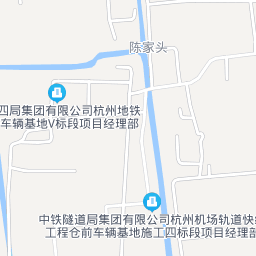 陈家头
四局集团有限公司杭州地铁
车辆基地V标段项目经理部
中铁隧道局集团有限公司杭州机场轨道快线
工程仓前车辆基地施工四标段项目经理部